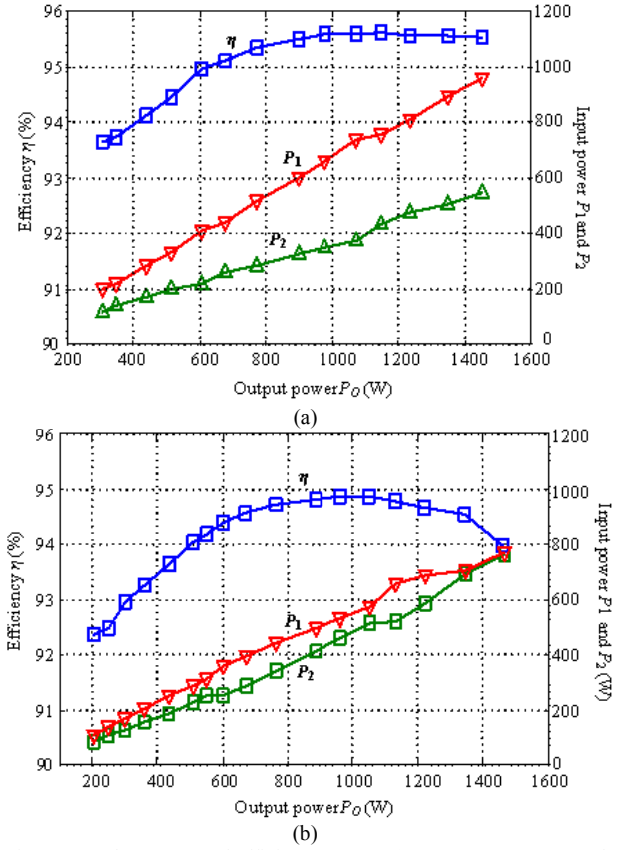 96
95
94
93
92
91
90
Efficiency η (%)
1200
1000
800
600
400
200
0
Input power P1 and P2
η
P1
P2
200 400 600 800 1000 1200 1400 1600
Output power PO (W)
(a)
96
95
94
93
92
91
90
Efficiency η (%)
1200
1000
800
600
400
200
0
Input power P1 and P2 (W)
η
P1
P2
200 400 600 800 1000 1200 1400 1600
Output power PO (W)
(b)